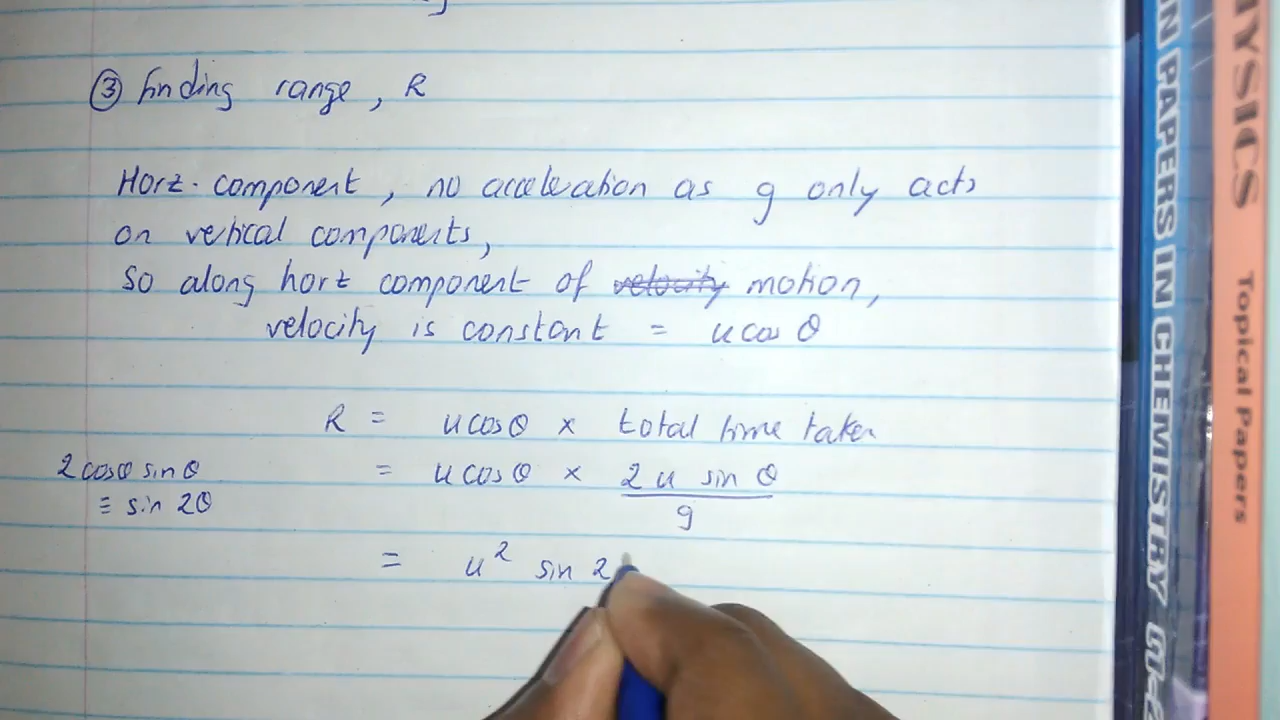 ③ Finding range, R
Horz. component, no acceleration as g only acts
on vertical components,
So along horz component of velocity motion,
velocity is constant = u cos θ
R = u cos θ × total time taken
= u cos θ × 2 u sin θ / g
2 cos θ sin θ
≡ sin 2θ
= u² sin 2
N PAPERS IN CHEMISTRY
YSICS
Topical Papers